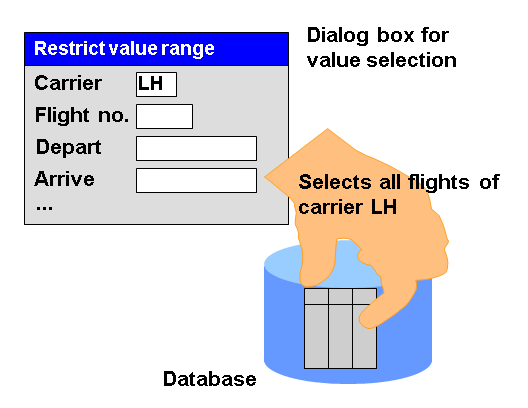 Restrict value range
Carrier LH
Flight no.
Depart
Arrive
...
Dialog box for
value selection
Selects all flights of
carrier LH
Database